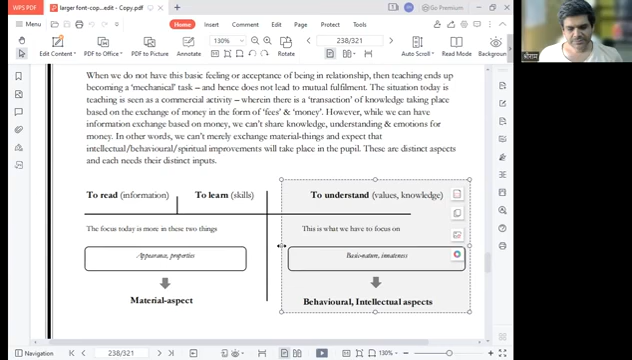 WPS PDF
larger font-cop...edit - Copy.pdf
Go Premium
Home Insert Comment Edit Page Protect Tools
130%
238/321
Edit Content PDF to Office PDF to Picture Annotate Rotate Auto Scroll Read Mode Background
When we do not have this basic feeling or acceptance of being in relationship, then teaching ends up
becoming a 'mechanical' task – and hence does not lead to mutual fulfilment. The situation today is
teaching is seen as a commercial activity – wherein there is a 'transaction' of knowledge taking place
based on the exchange of money in the form of 'fees' & 'money'. However, while we can have
information exchange based on money, we can't share knowledge, understanding & emotions for
money. In other words, we can't merely exchange material-things and expect that
intellectual/behavioural/spiritual improvements will take place in the pupil. These are distinct aspects
and each needs their distinct inputs.
To read (information) To learn (skills) To understand (values, knowledge)
The focus today is more in these two things This is what we have to focus on
Appearance, properties Basic-nature, innateness
Material-aspect Behavioural, Intellectual aspects
Navigation 238/321 130%
श्रीराम